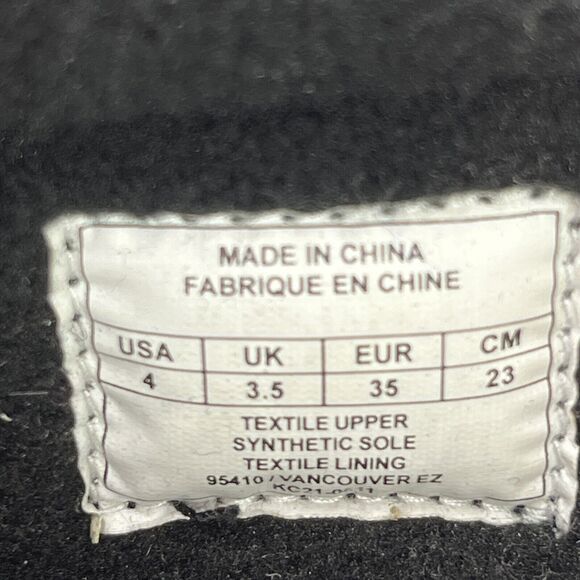 MADE IN CHINA
FABRIQUE EN CHINE
USA UK EUR CM
4 3.5 35 23
TEXTILE UPPER
SYNTHETIC SOLE
TEXTILE LINING
95410 / VANCOUVER EZ